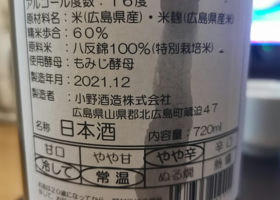 アルコール度数：16度
原材料名：米(広島県産)・米麹(広島県産)
精米歩合：60%
原料米：八反錦100%(特別栽培米)
使用酵母：もみじ酵母
製造年月：2021.12
製造者：小野酒造株式会社
広島県山県郡北広島町蔵迫47
名称 日本酒 内容量：720ml
甘口 やや甘 やや辛 辛口
冷して 常温 ぬる燗 熱燗